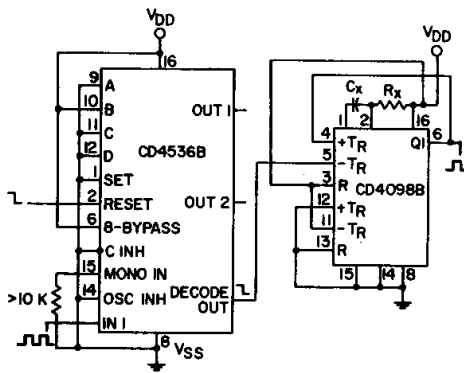 VDD
16
9 A
10 B
11 C
12 D
1 SET
2 RESET
6 8-BYPASS
C INH
15 MONO IN
14 OSC INH
IN 1
>10 K
CD4536B
OUT 1
OUT 2
DECODE OUT
8 VSS
VDD
CX
RX
1
2
16
4 +TR
5 -TR
3 R
12 +TR
11 -TR
13 R
Q1 6
CD4098B
15
14
8